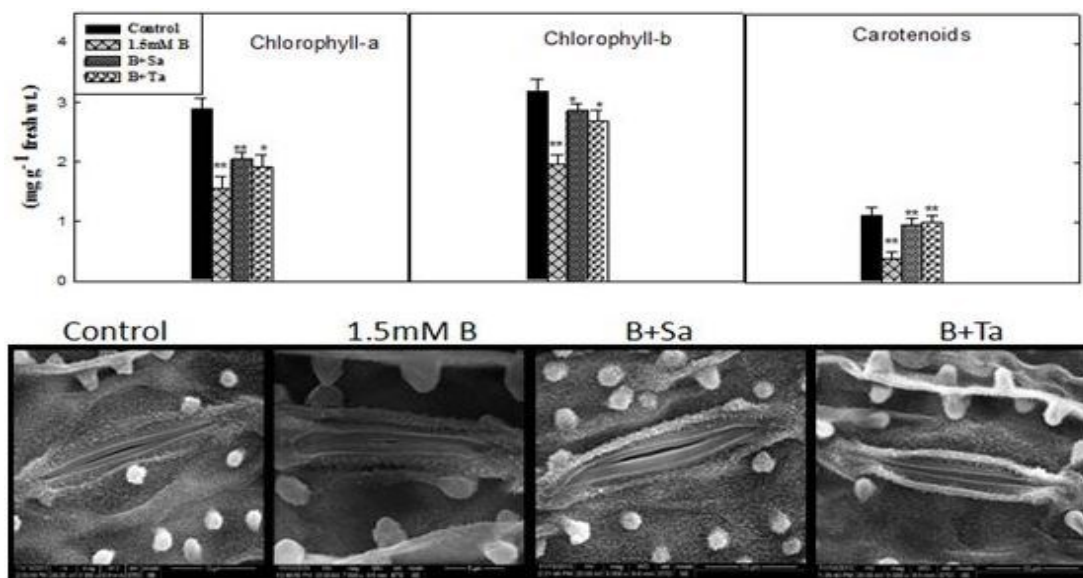 Control
1.5mM B
B+Sa
B+Ta
Chlorophyll-a
Chlorophyll-b
Carotenoids
(mg g-1 fresh wt.)
4
3
2
1
0
** ** *
** * *
** ** **
Control 1.5mM B B+Sa B+Ta